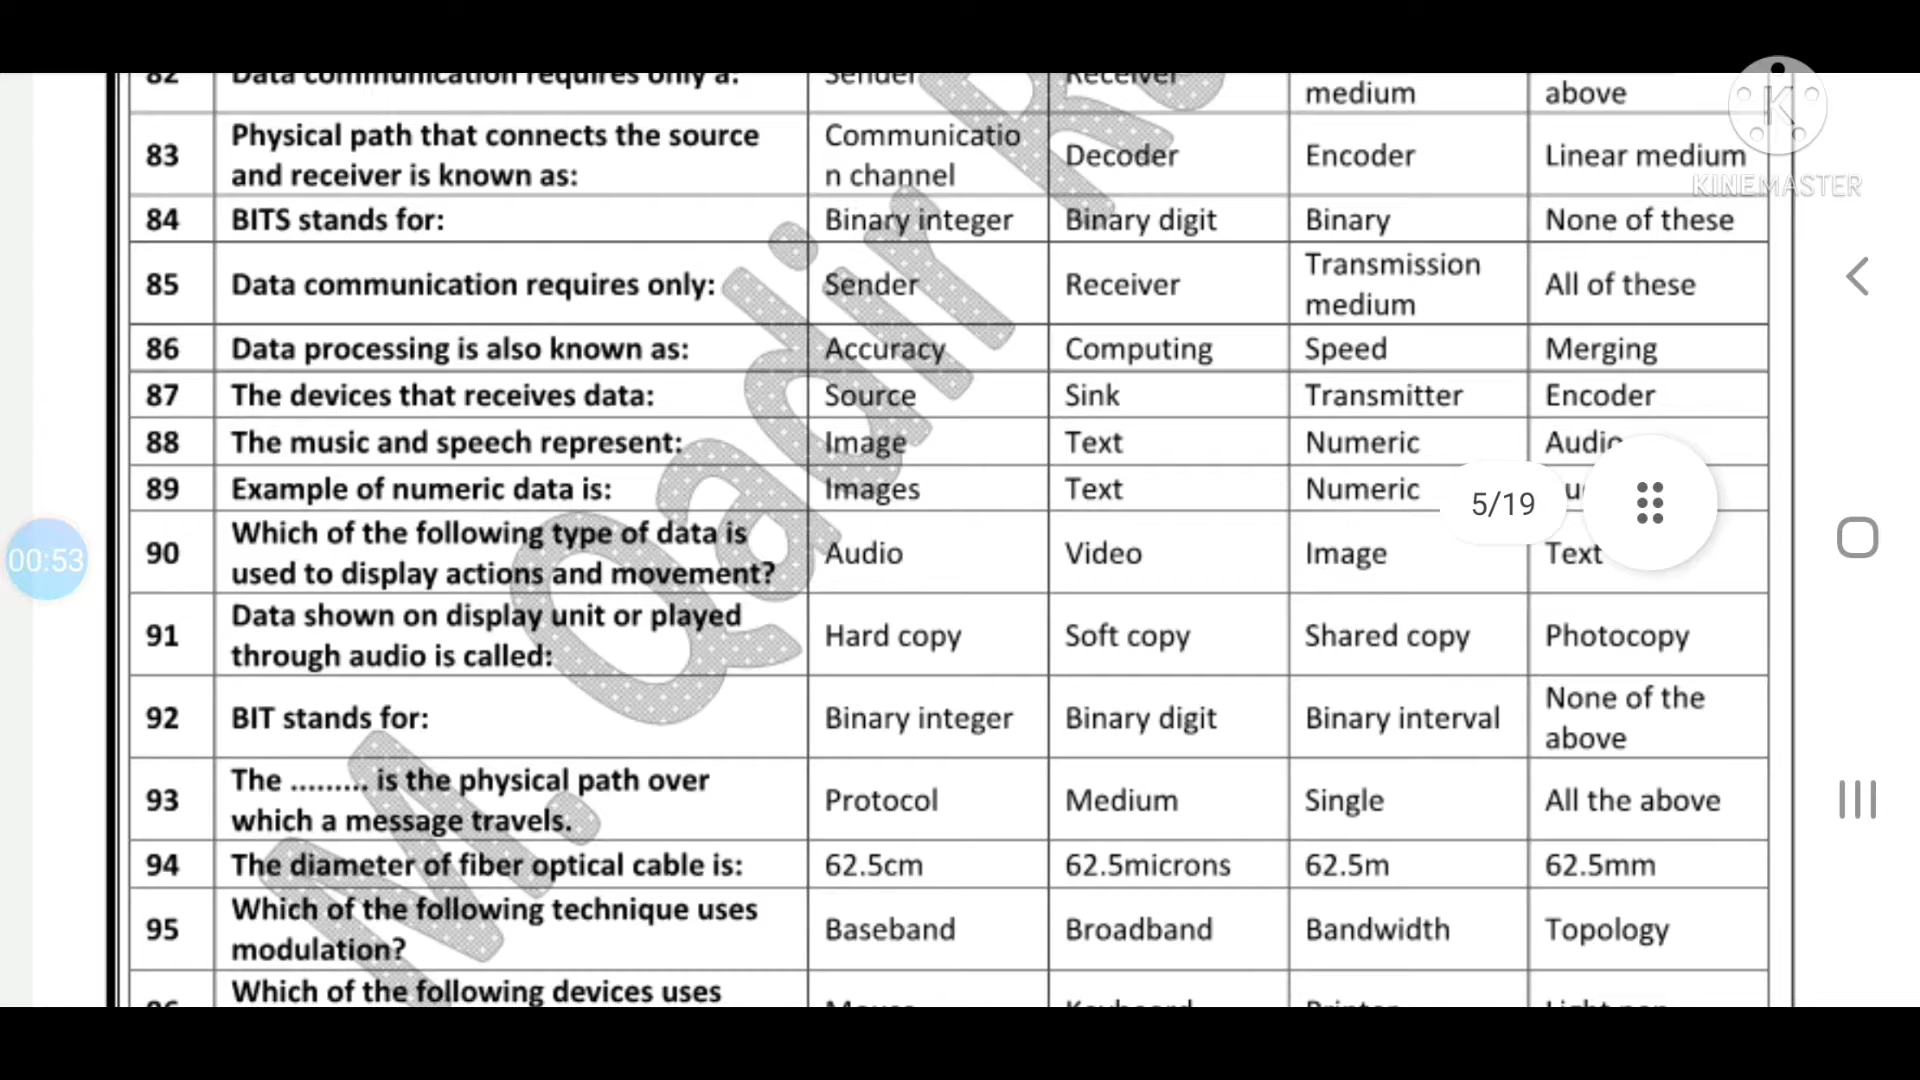 82 Data communication requires only a: Sender Receiver medium above
83 Physical path that connects the source and receiver is known as: Communicatio n channel Decoder Encoder Linear medium
KINEMASTER
84 BITS stands for: Binary integer Binary digit Binary None of these
85 Data communication requires only: Sender Receiver Transmission medium All of these
86 Data processing is also known as: Accuracy Computing Speed Merging
87 The devices that receives data: Source Sink Transmitter Encoder
88 The music and speech represent: Image Text Numeric Audio
89 Example of numeric data is: Images Text Numeric
5/19
90 Which of the following type of data is used to display actions and movement? Audio Video Image Text
00:53
91 Data shown on display unit or played through audio is called: Hard copy Soft copy Shared copy Photocopy
92 BIT stands for: Binary integer Binary digit Binary interval None of the above
93 The ......... is the physical path over which a message travels. Protocol Medium Single All the above
94 The diameter of fiber optical cable is: 62.5cm 62.5microns 62.5m 62.5mm
95 Which of the following technique uses modulation? Baseband Broadband Bandwidth Topology
Which of the following devices uses
M. Qadir